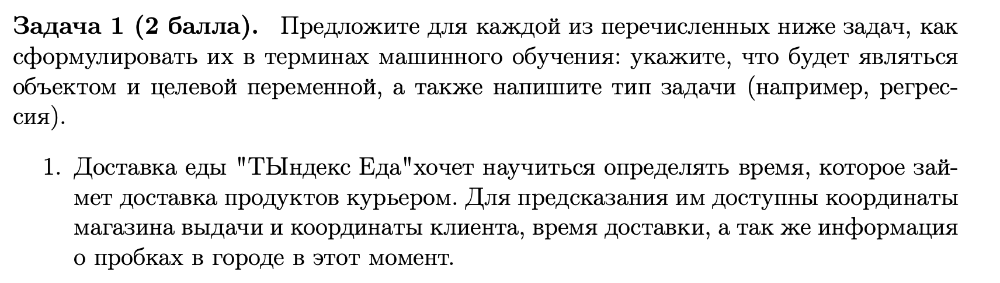 Задача 1 (2 балла). Предложите для каждой из перечисленных ниже задач, как
сформулировать их в терминах машинного обучения: укажите, что будет являться
объектом и целевой переменной, а также напишите тип задачи (например, регрес-
сия).
1. Доставка еды "ТЫндекс Еда"хочет научиться определять время, которое зай-
мет доставка продуктов курьером. Для предсказания им доступны координаты
магазина выдачи и координаты клиента, время доставки, а так же информация
о пробках в городе в этот момент.